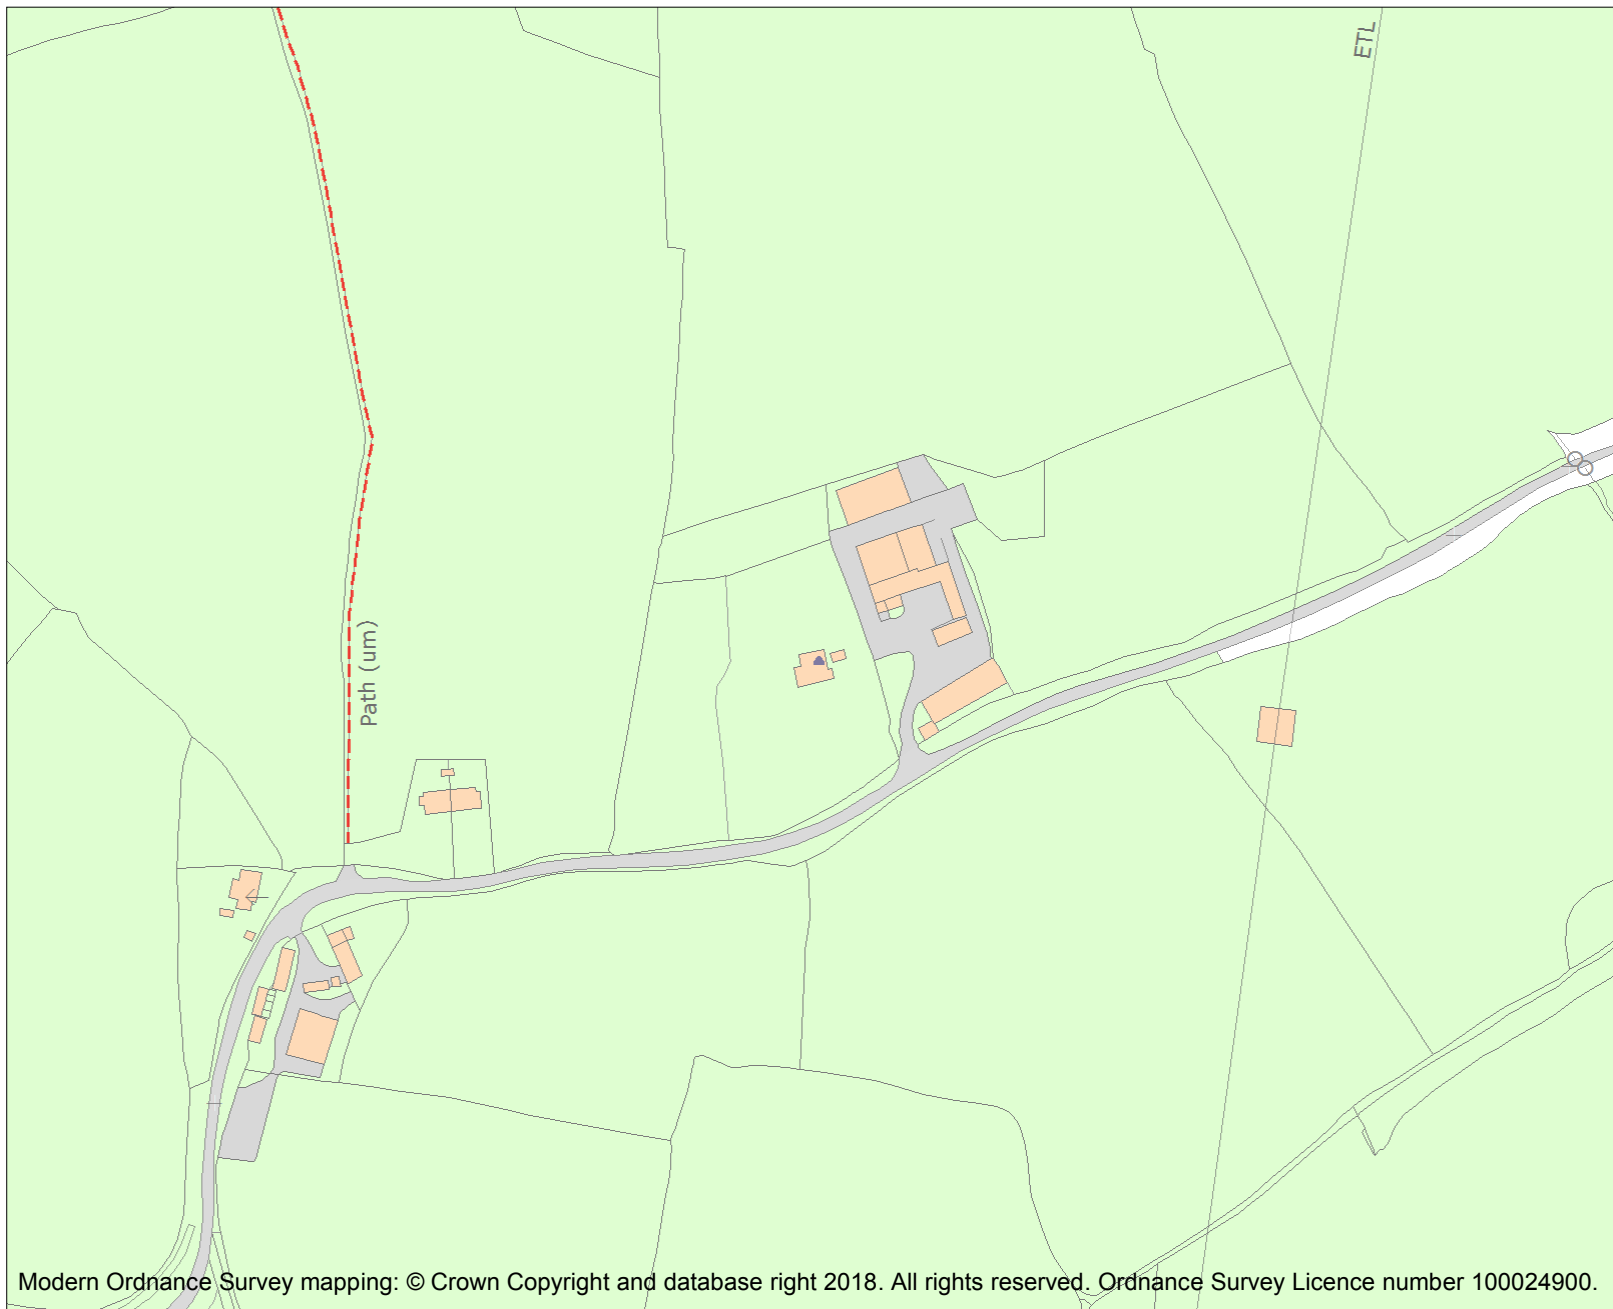 ETL
Path (um)
Modern Ordnance Survey mapping: © Crown Copyright and database right 2018. All rights reserved. Ordnance Survey Licence number 100024900.